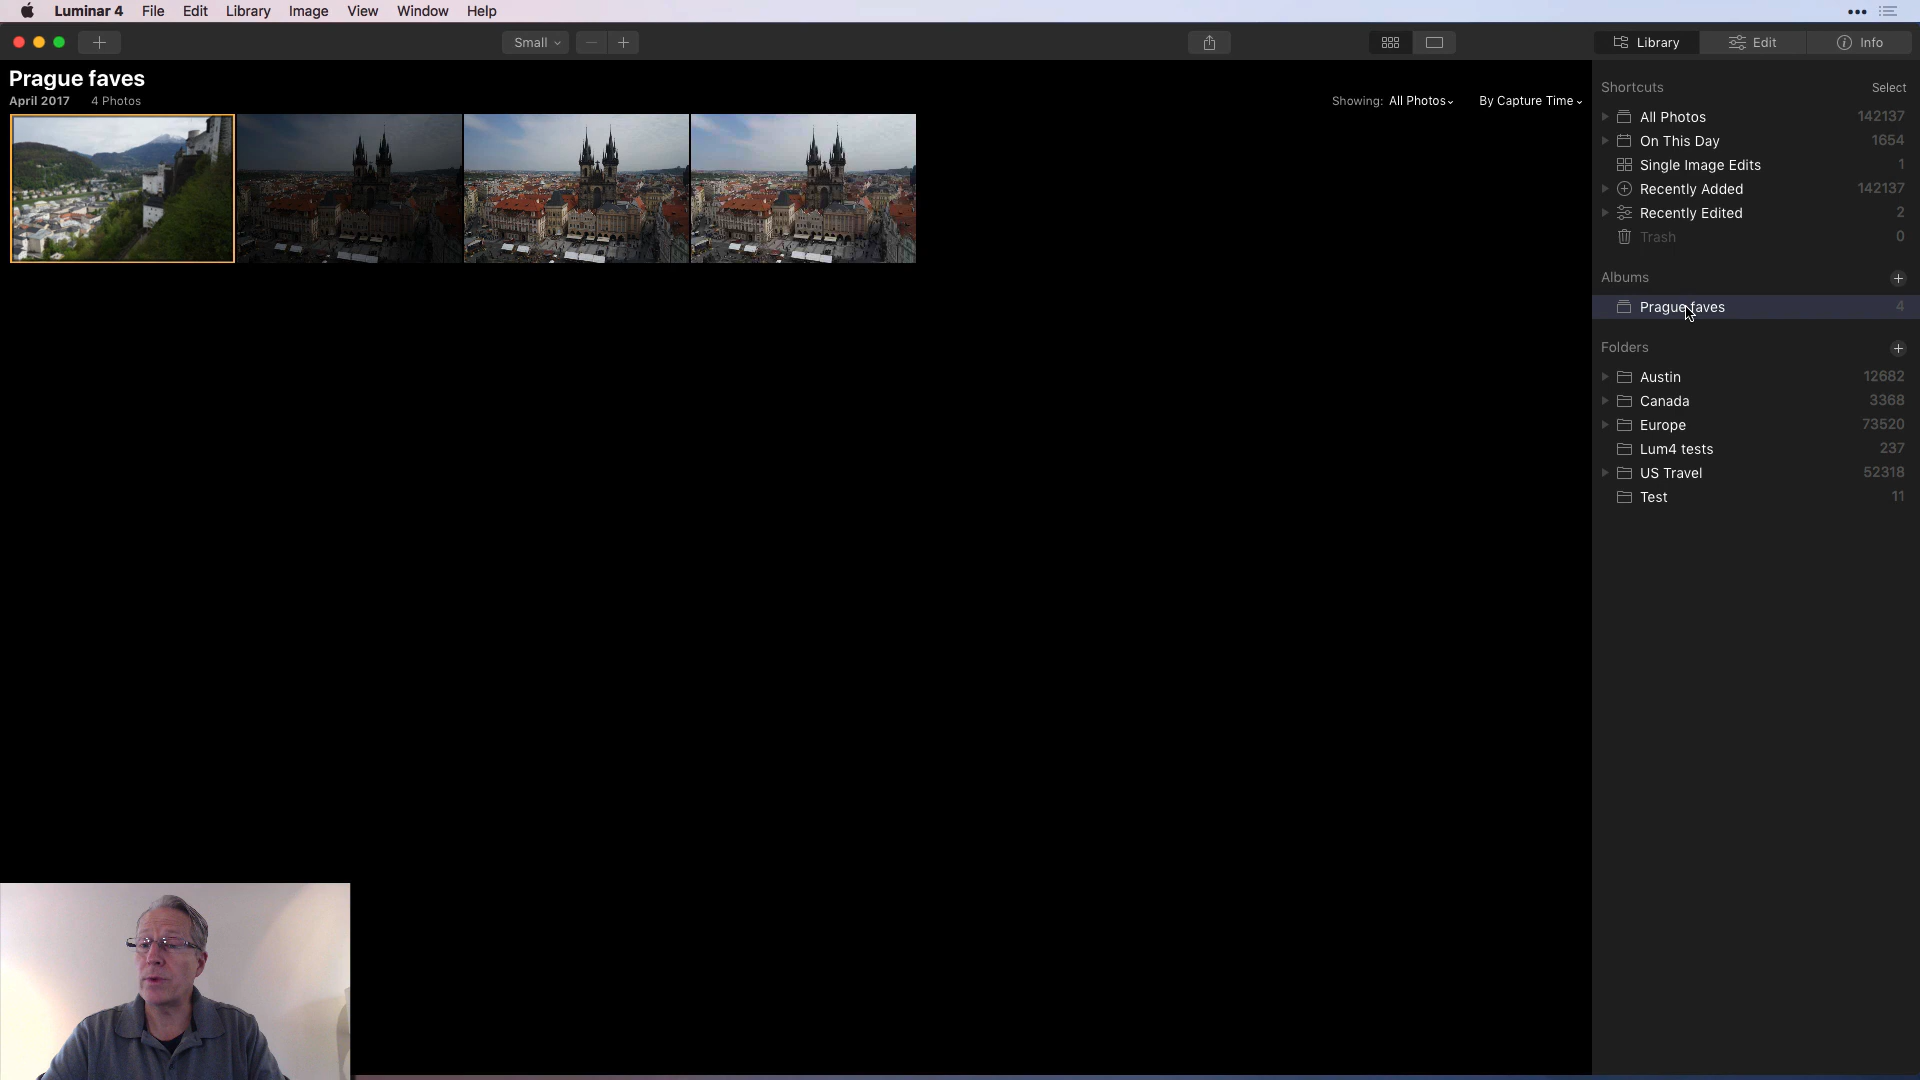 Luminar 4 File Edit Library Image View Window Help
Small
Library Edit Info
Prague faves
April 2017 4 Photos
Showing: All Photos By Capture Time
Shortcuts Select
All Photos 142137
On This Day 1654
Single Image Edits 1
Recently Added 142137
Recently Edited 2
Trash 0
Albums
Prague faves 4
Folders
Austin 12682
Canada 3368
Europe 73520
Lum4 tests 237
US Travel 52318
Test 11